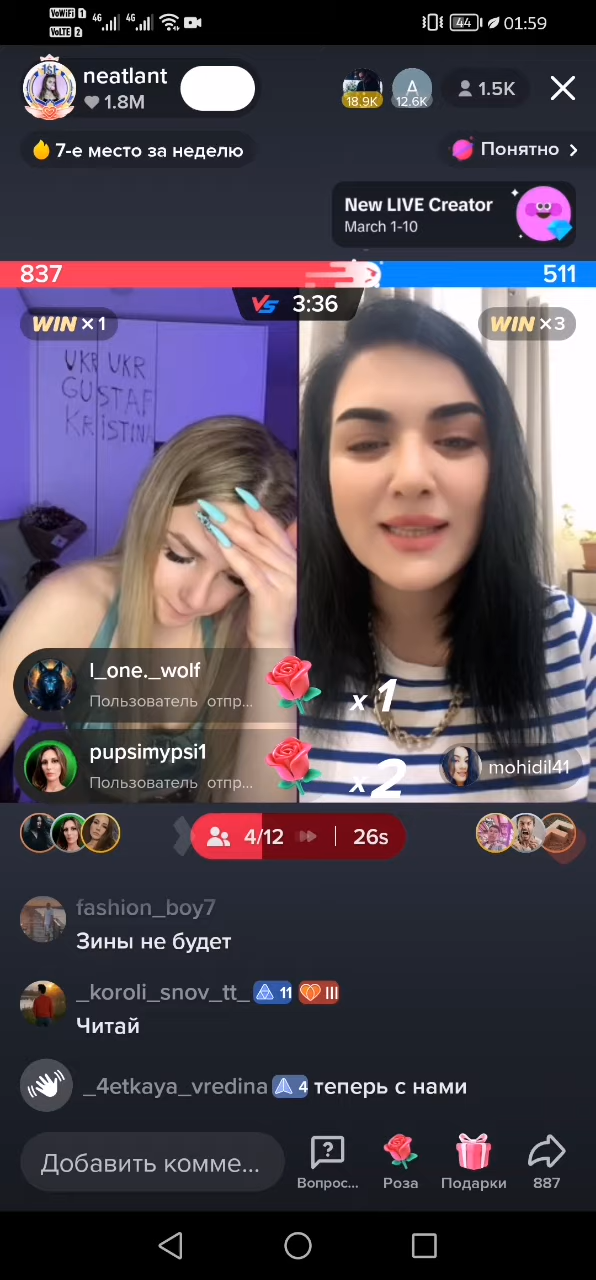 VoWiFi 1
VoLTE 2
4G
4G
44
01:59
neatlant
1.8M
18.9K
A
12.6K
1.5K
7-е место за неделю
Понятно
New LIVE Creator
March 1-10
837
511
WIN × 1
VS 3:36
WIN × 3
UKR UKR
GUSTAF
KRISTINA
l_one._wolf
Пользователь отпр...
x 1
pupsimypsi1
Пользователь отпр...
x 2
mohidil41
4/12
26s
fashion_boy7
Зины не будет
_koroli_snov_tt_ 11 III
Читай
_4etkaya_vredina 4 теперь с нами
Добавить комме...
Вопрос...
Роза
Подарки
887